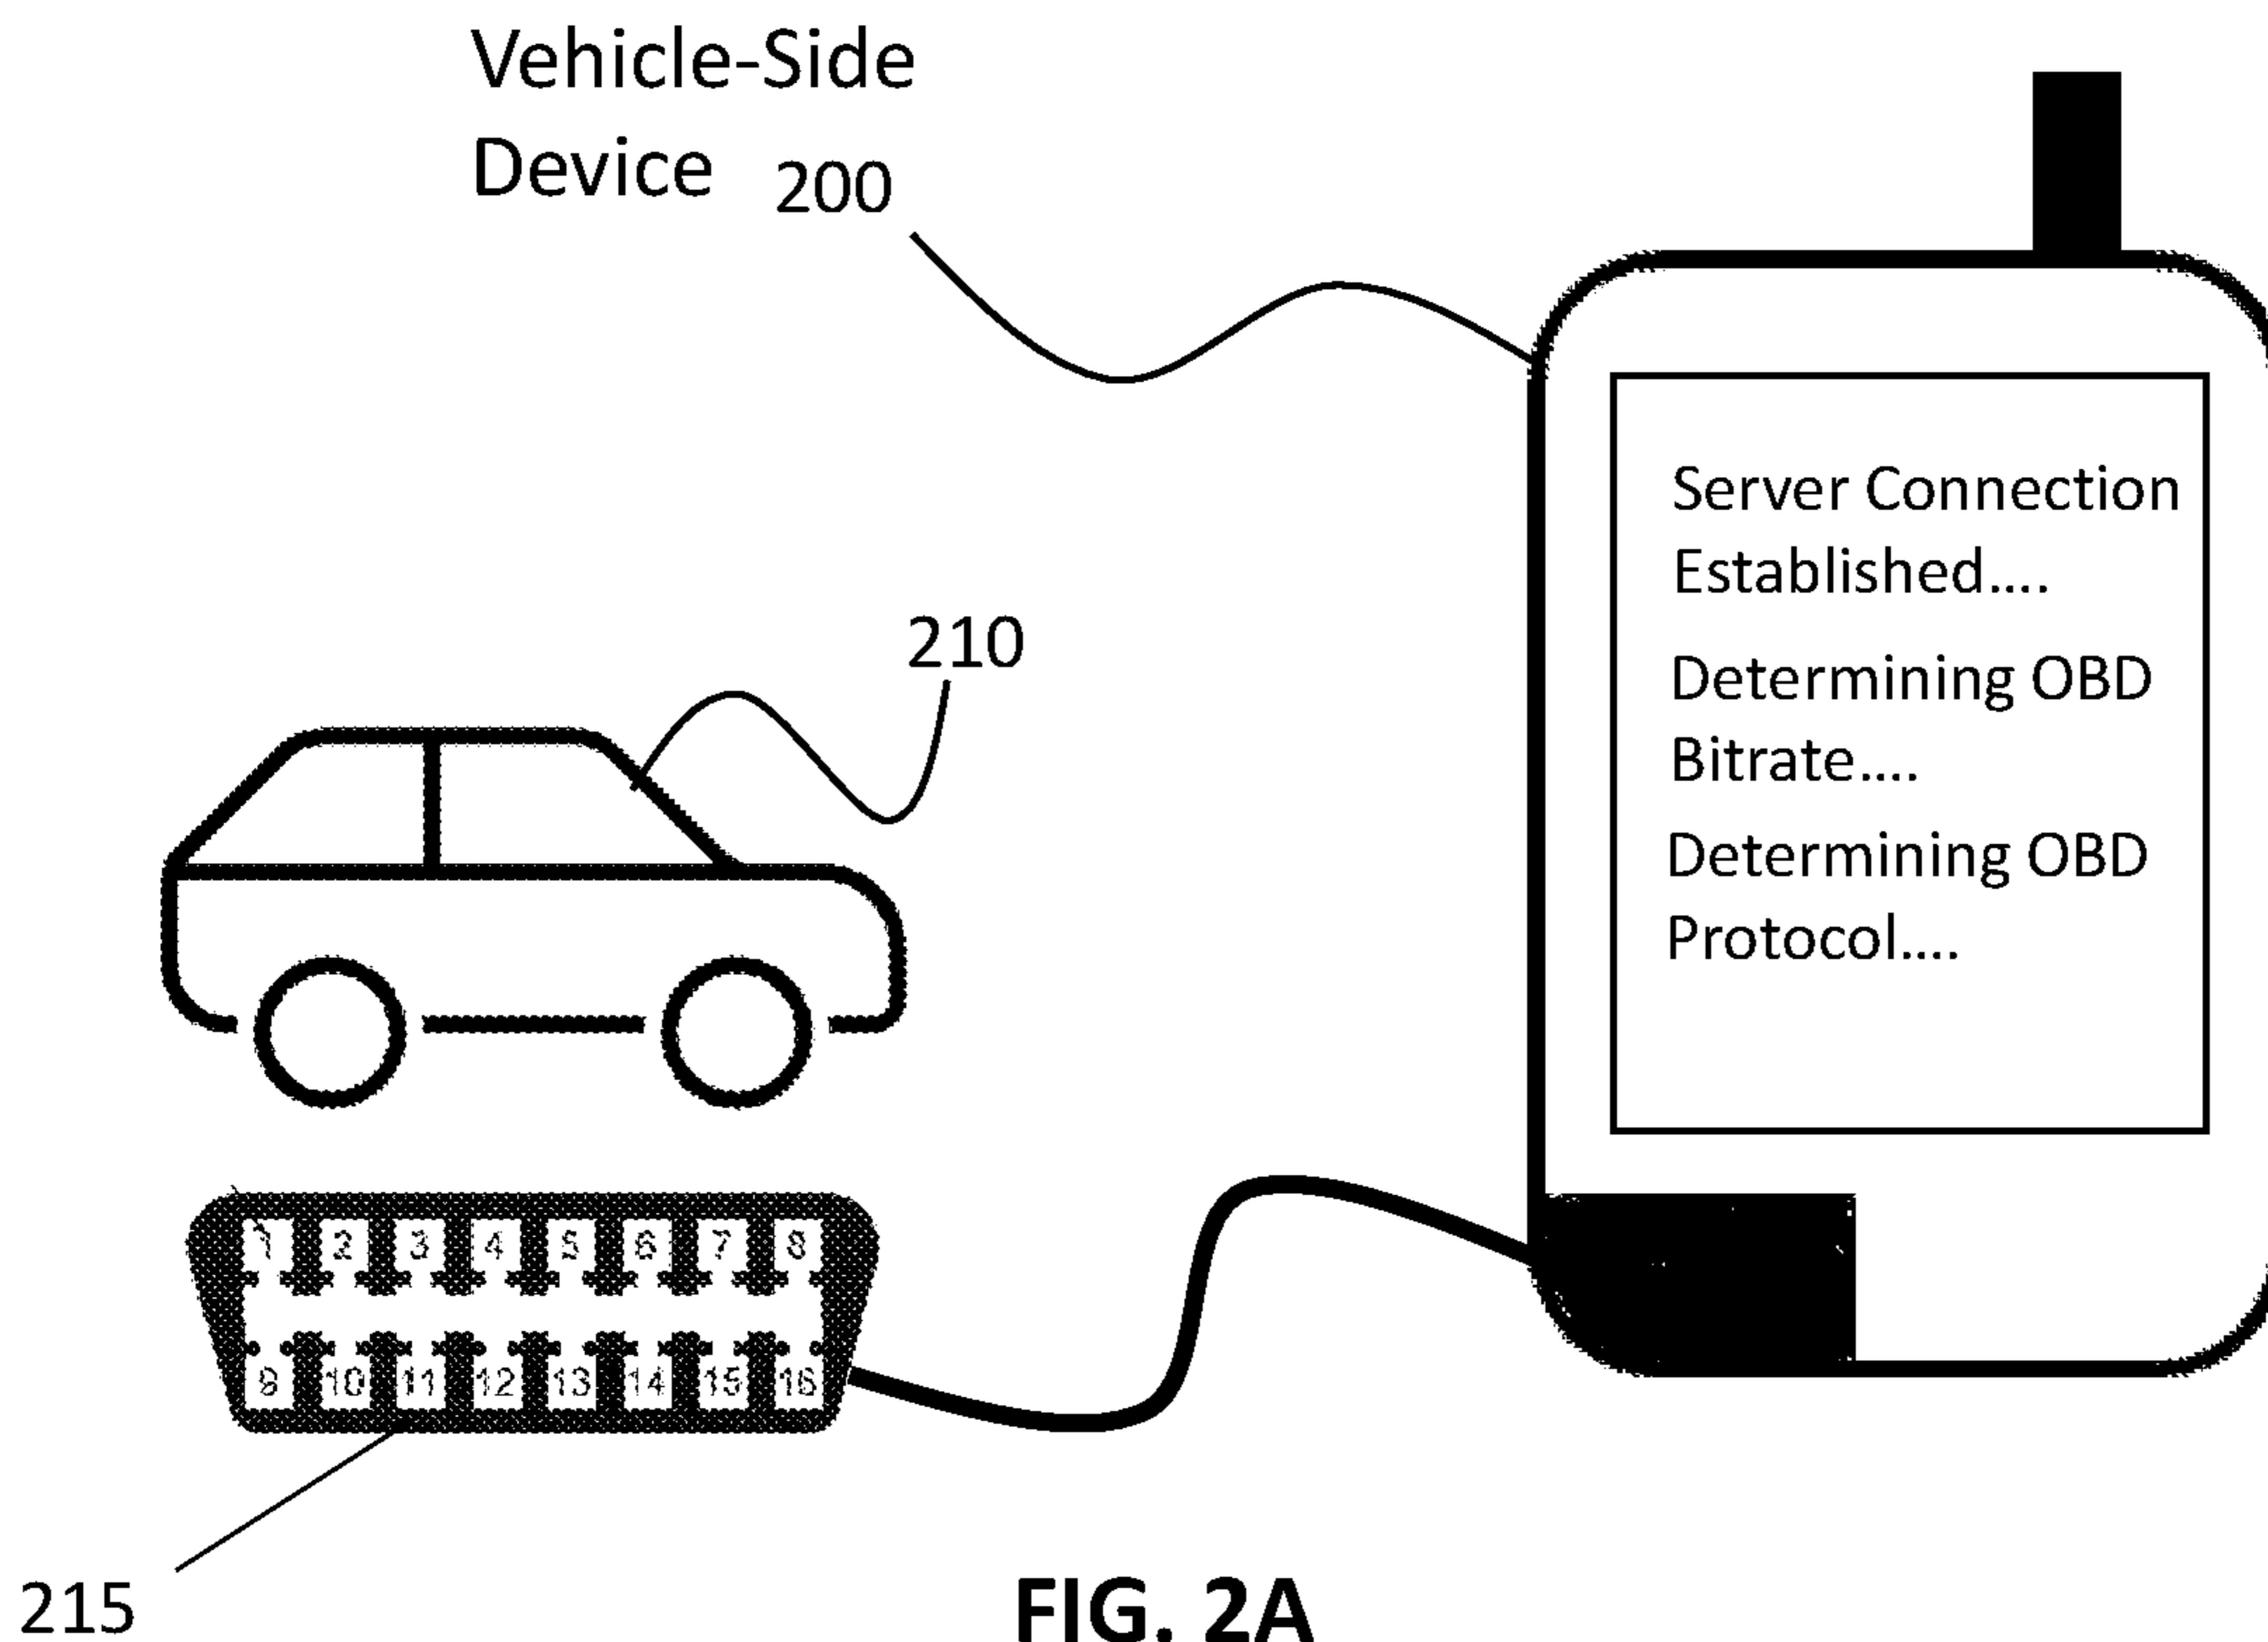 Vehicle-Side
Device 200
Server Connection
Established....
Determining OBD
Bitrate....
Determining OBD
Protocol....
210
1 2 3 4 5 6 7 8
9 10 11 12 13 14 15 16
215
FIG. 2A